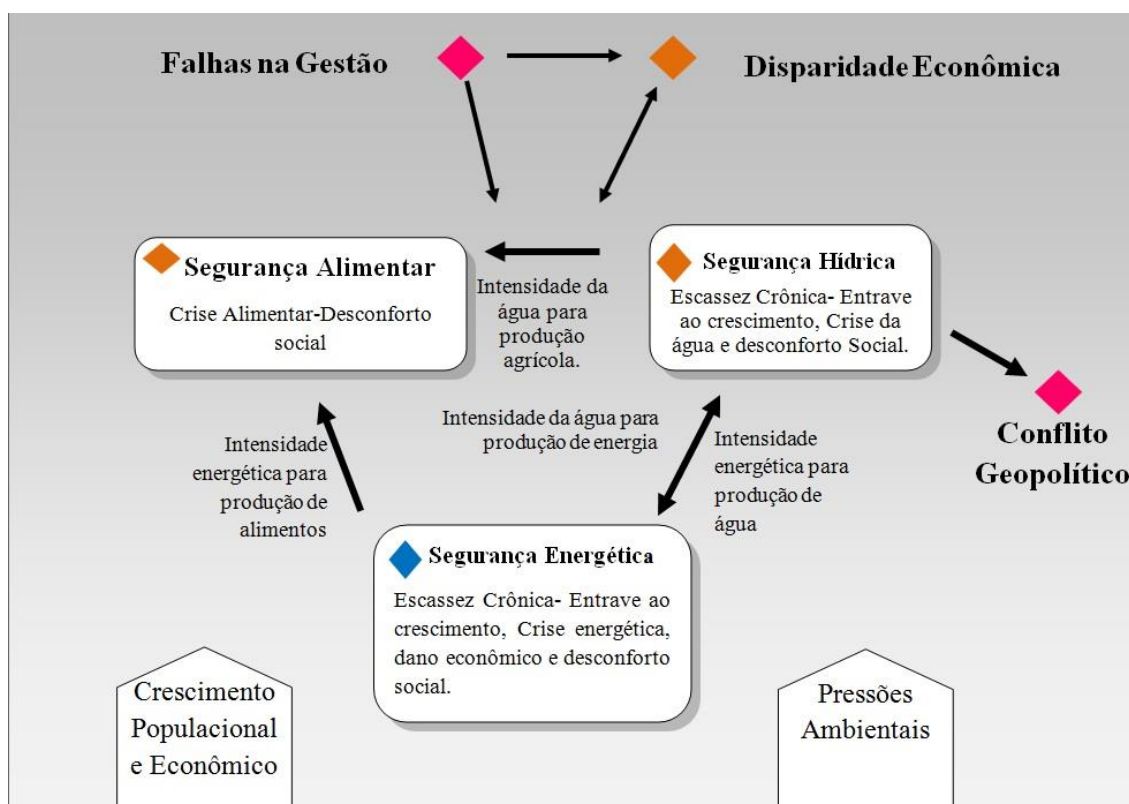 Falhas na Gestão
Disparidade Econômica
Segurança Alimentar
Crise Alimentar-Desconforto
social
Intensidade da
água para
produção
agrícola.
Segurança Hídrica
Escassez Crônica- Entrave
ao crescimento, Crise da
água e desconforto Social.
Conflito
Geopolítico
Intensidade
energética para
produção de
alimentos
Intensidade da água para
produção de energia
Intensidade
energética para
produção de
água
Segurança Energética
Escassez Crônica- Entrave ao
crescimento, Crise energética,
dano econômico e desconforto
social.
Crescimento
Populacional
e Econômico
Pressões
Ambientais